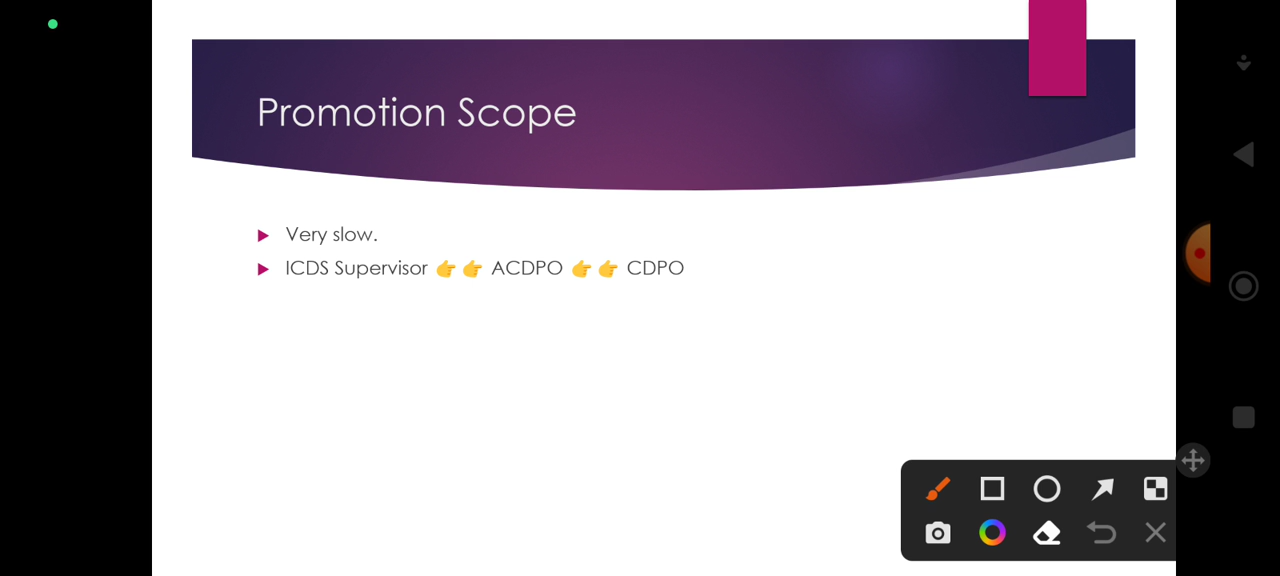 Promotion Scope
Very slow.
ICDS Supervisor 👉👉 ACDPO 👉👉 CDPO